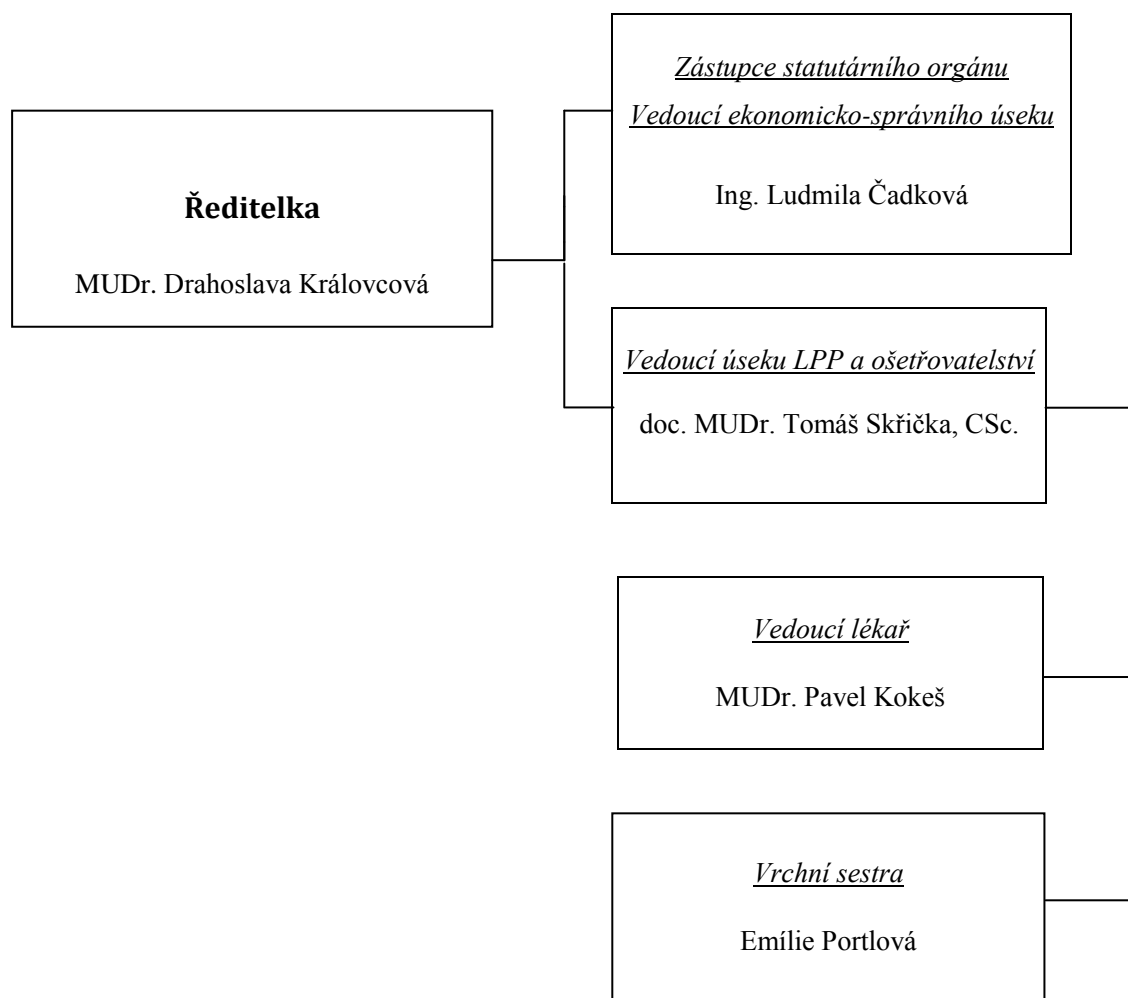 Ředitelka
MUDr. Drahoslava Královcová
Zástupce statutárního orgánu
Vedoucí ekonomicko-správního úseku
Ing. Ludmila Čadková
Vedoucí úseku LPP a ošetřovatelství
doc. MUDr. Tomáš Skřička, CSc.
Vedoucí lékař
MUDr. Pavel Kokeš
Vrchní sestra
Emílie Portlová